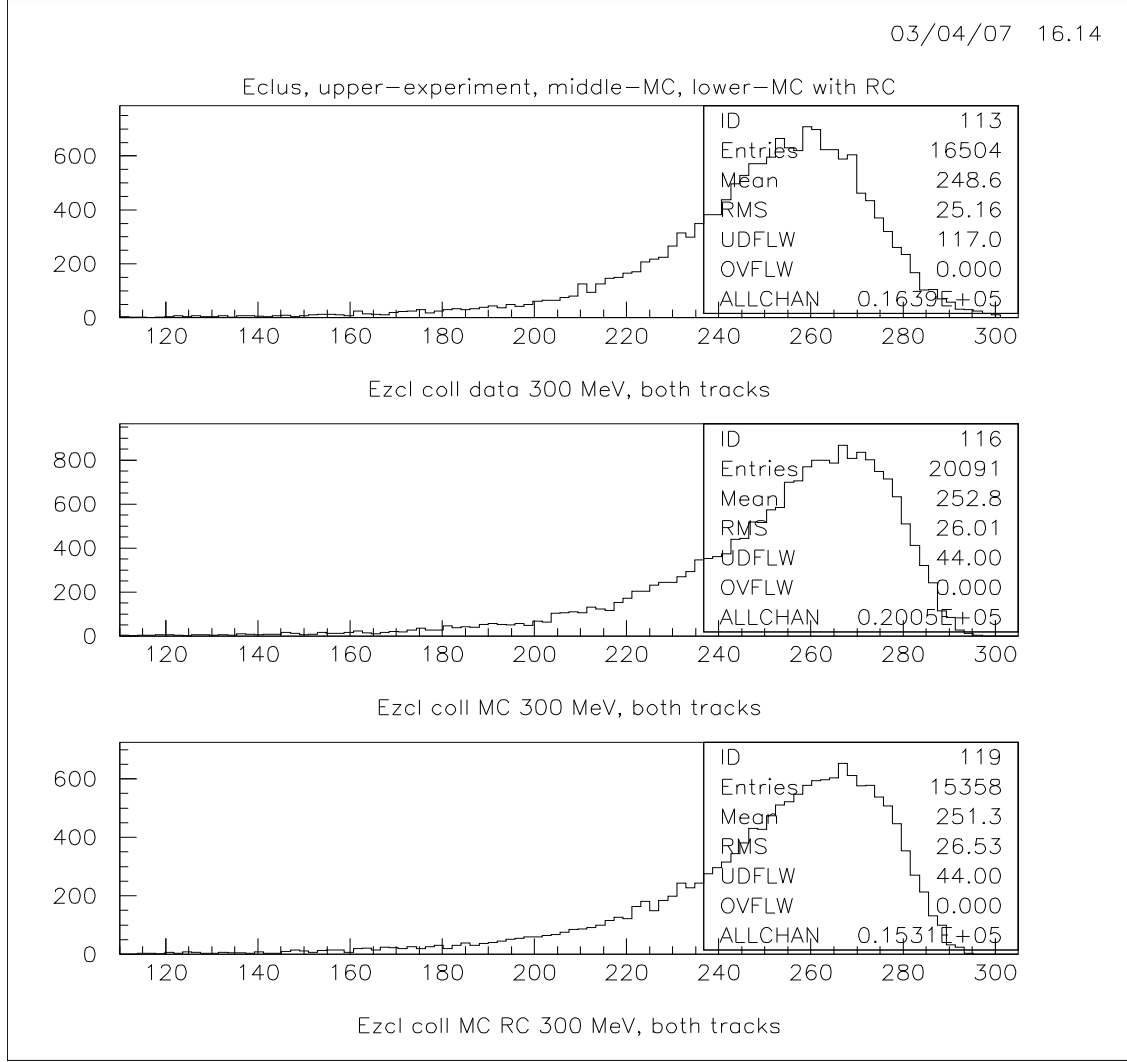 03/04/07 16.14
Eclus, upper-experiment, middle-MC, lower-MC with RC
ID 113
Entries 16504
Mean 248.6
RMS 25.16
UDFLW 117.0
OVFLW 0.000
ALLCHAN 0.1639E+05
600
400
200
0
120 140 160 180 200 220 240 260 280 300
Ezcl coll data 300 MeV, both tracks
ID 116
Entries 20091
Mean 252.8
RMS 26.01
UDFLW 44.00
OVFLW 0.000
ALLCHAN 0.2005E+05
800
600
400
200
0
120 140 160 180 200 220 240 260 280 300
Ezcl coll MC 300 MeV, both tracks
ID 119
Entries 15358
Mean 251.3
RMS 26.53
UDFLW 44.00
OVFLW 0.000
ALLCHAN 0.1531E+05
600
400
200
0
120 140 160 180 200 220 240 260 280 300
Ezcl coll MC RC 300 MeV, both tracks